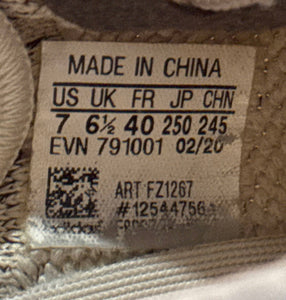 MADE IN CHINA
US UK FR JP CHN
7 6½ 40 250 245
EVN 791001 02/20
ART FZ1267
#12544756